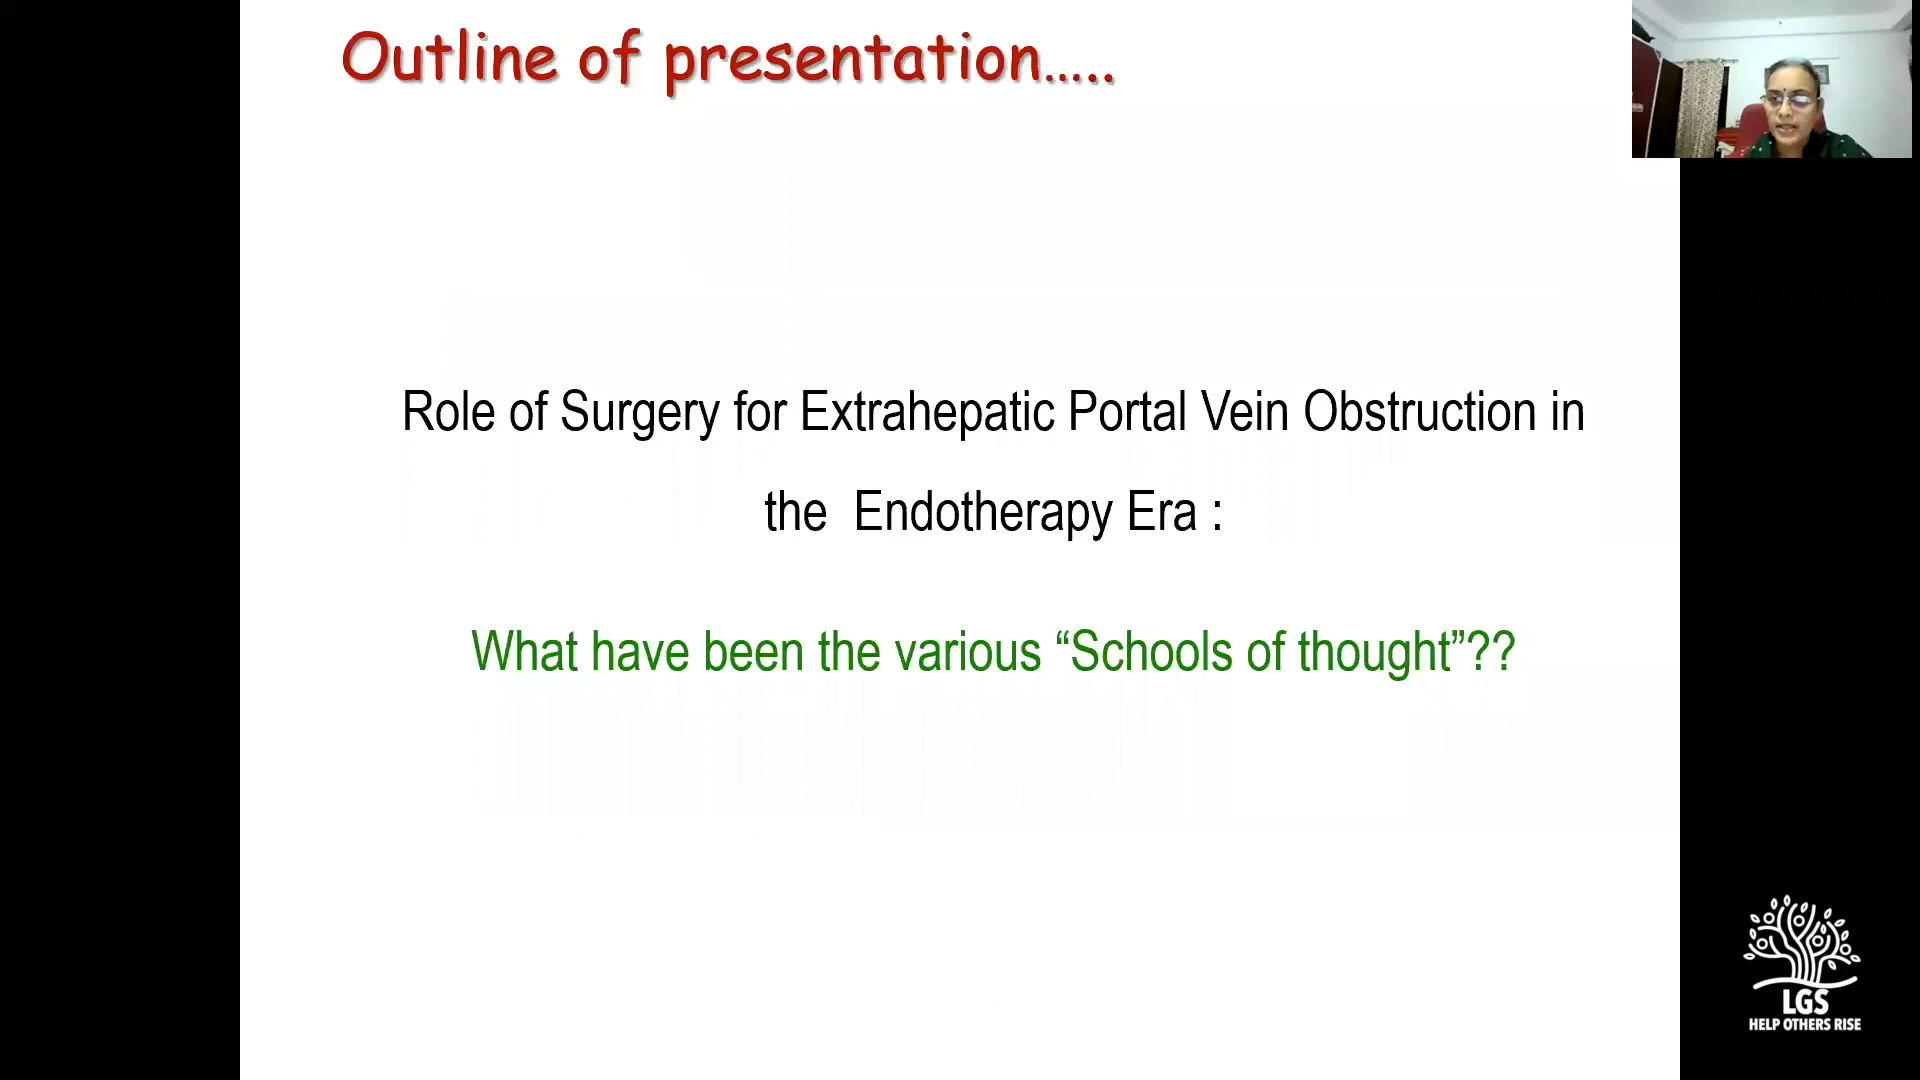 Outline of presentation.....
Role of Surgery for Extrahepatic Portal Vein Obstruction in
the Endotherapy Era :
What have been the various “Schools of thought”??
LGS
HELP OTHERS RISE